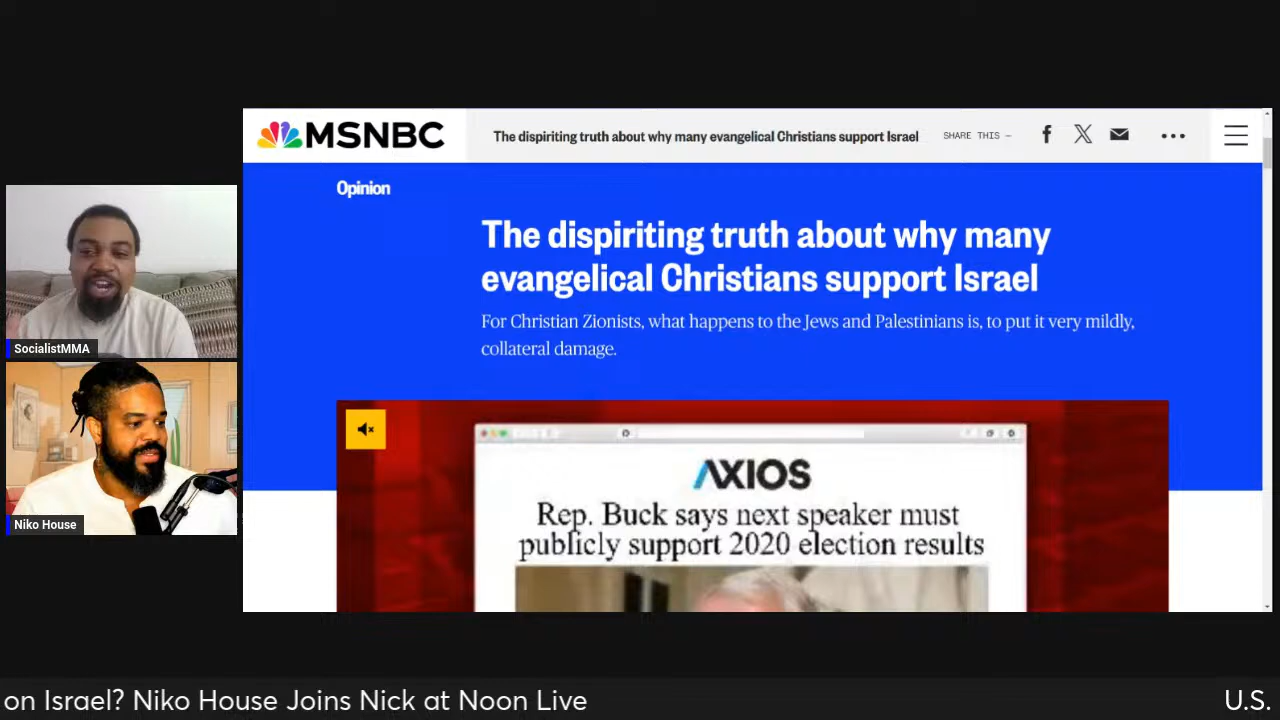 MSNBC
The dispiriting truth about why many evangelical Christians support Israel
SHARE THIS –
Opinion
The dispiriting truth about why many
evangelical Christians support Israel
For Christian Zionists, what happens to the Jews and Palestinians is, to put it very mildly,
collateral damage.
AXIOS
Rep. Buck says next speaker must
publicly support 2020 election results
SocialistMMA
Niko House
on Israel? Niko House Joins Nick at Noon Live
U.S.